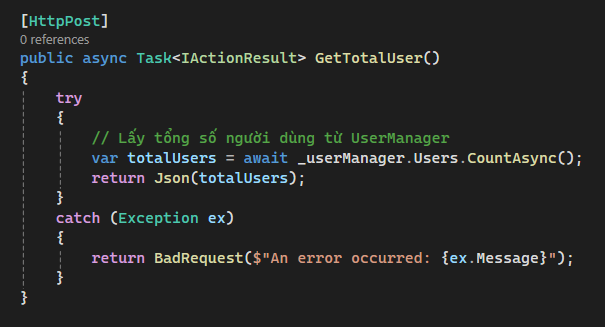 [HttpPost]
0 references
public async Task<IActionResult> GetTotalUser()
{
try
{
// Lấy tổng số người dùng từ UserManager
var totalUsers = await _userManager.Users.CountAsync();
return Json(totalUsers);
}
catch (Exception ex)
{
return BadRequest($"An error occurred: {ex.Message}");
}
}